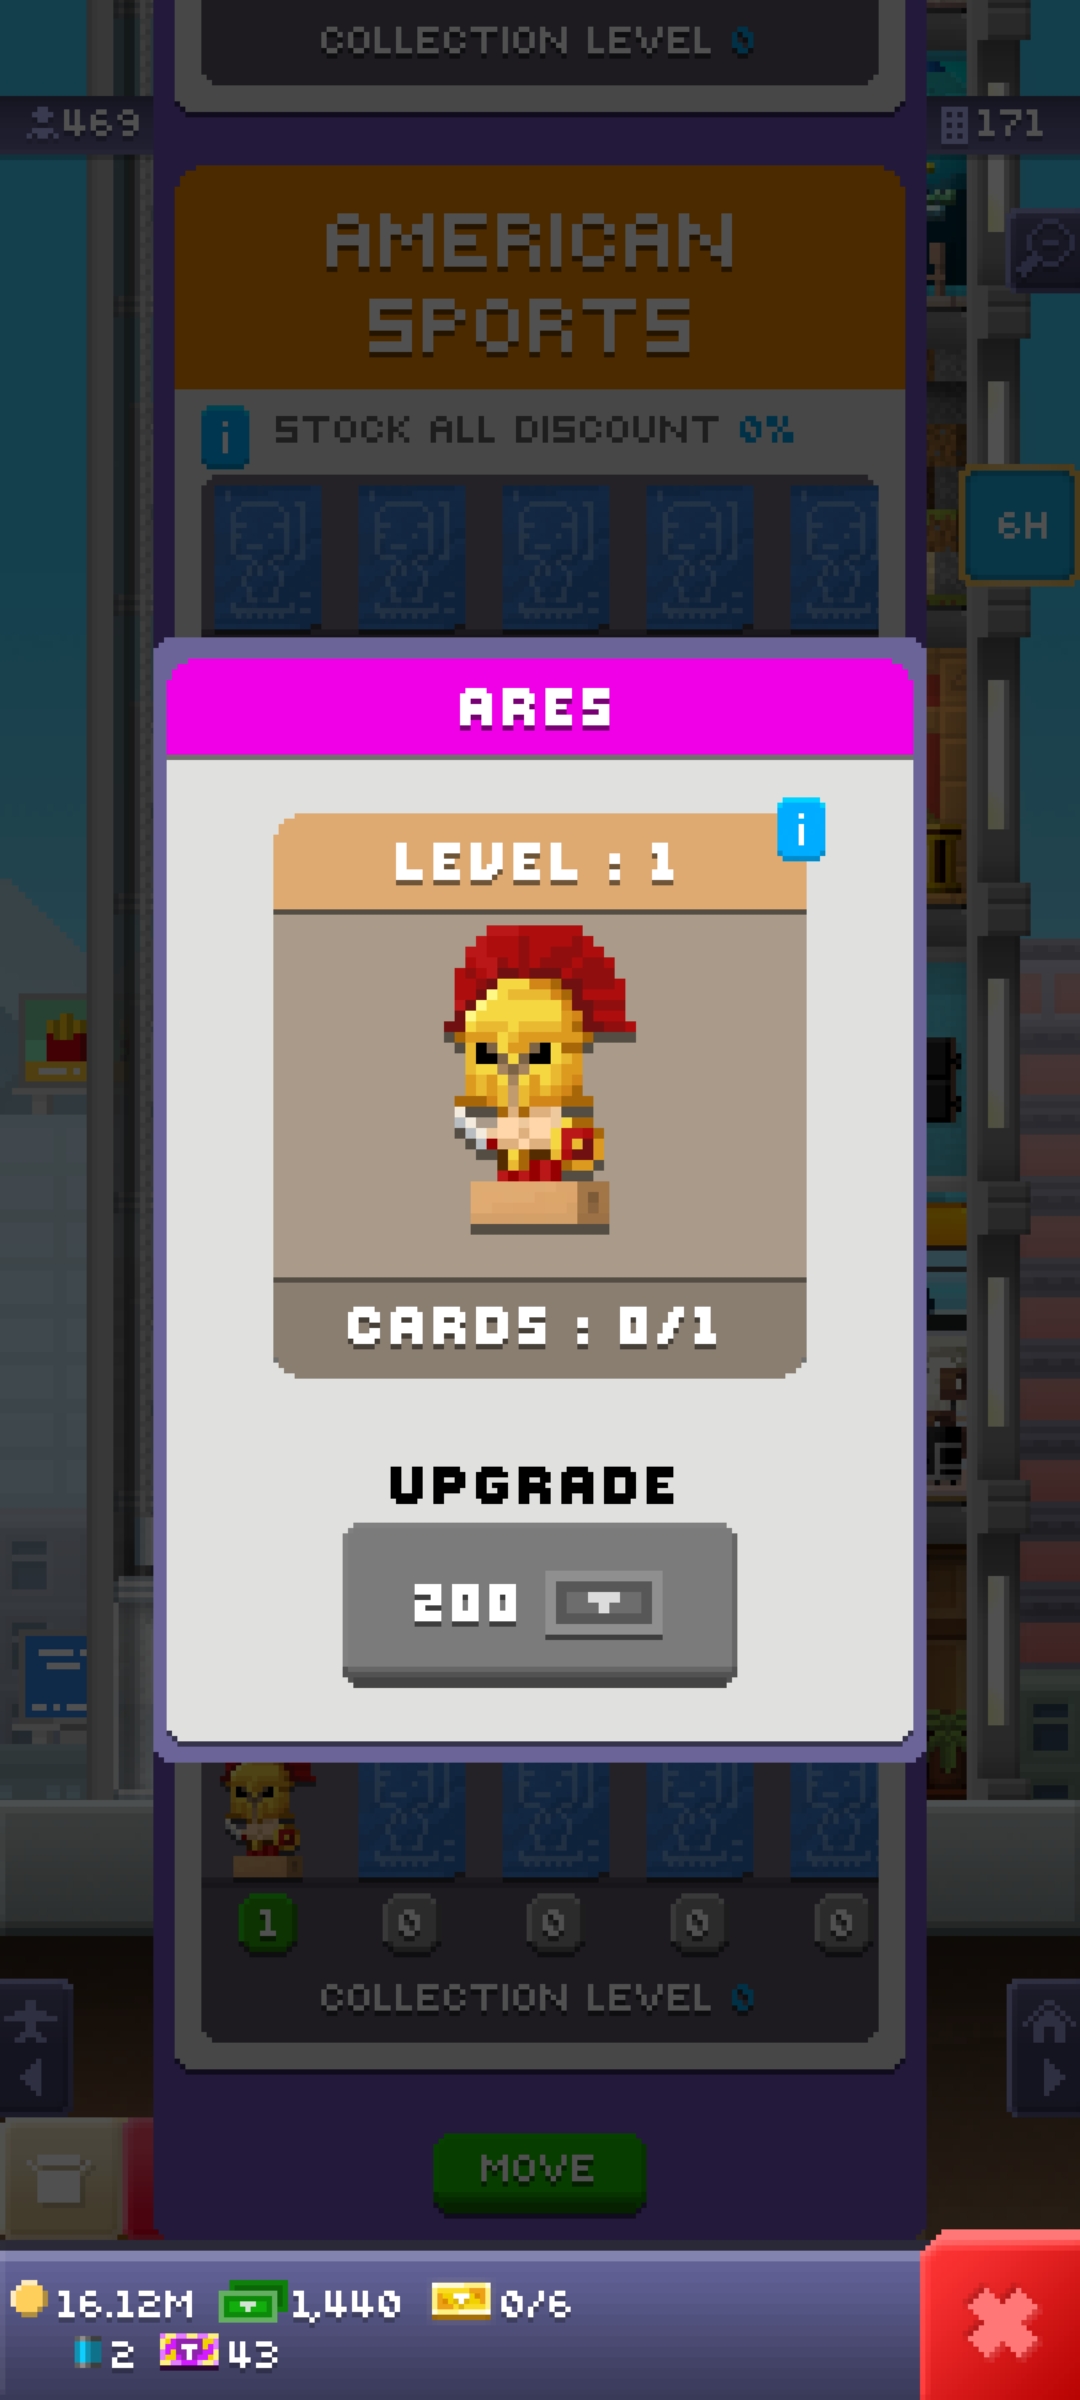 COLLECTION LEVEL 0
469
171
AMERICAN
SPORTS
i STOCK ALL DISCOUNT 0%
6H
ARES
i
LEVEL : 1
CARDS : 0/1
UPGRADE
200
1 0 0 0 0
COLLECTION LEVEL 0
MOVE
16.12M 1,440 0/6
2 43